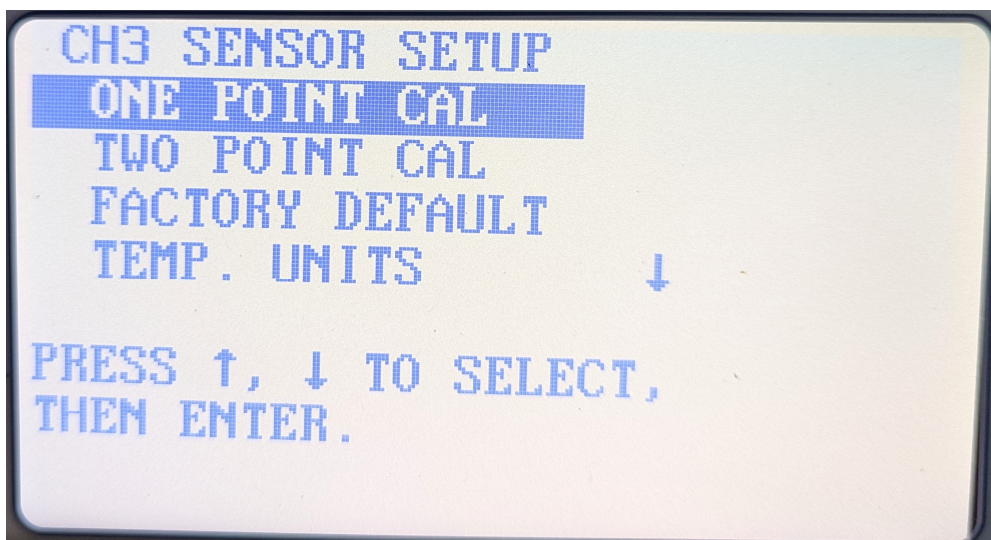 CH3 SENSOR SETUP
ONE POINT CAL
TWO POINT CAL
FACTORY DEFAULT
TEMP. UNITS ↓
PRESS ↑, ↓ TO SELECT,
THEN ENTER.